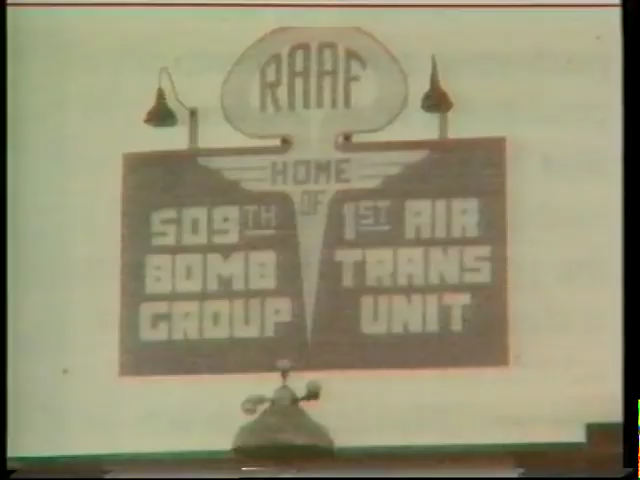 RAAF
HOME
OF
509TH
BOMB
GROUP
1ST AIR
TRANS
UNIT